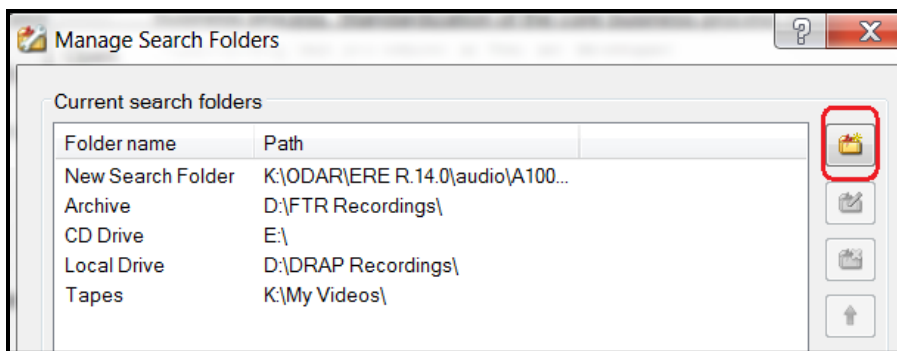 Manage Search Folders
Current search folders
Folder name Path
New Search Folder K:\ODAR\ERE R.14.0\audio\A100...
Archive D:\FTR Recordings\
CD Drive E:\
Local Drive D:\DRAP Recordings\
Tapes K:\My Videos\